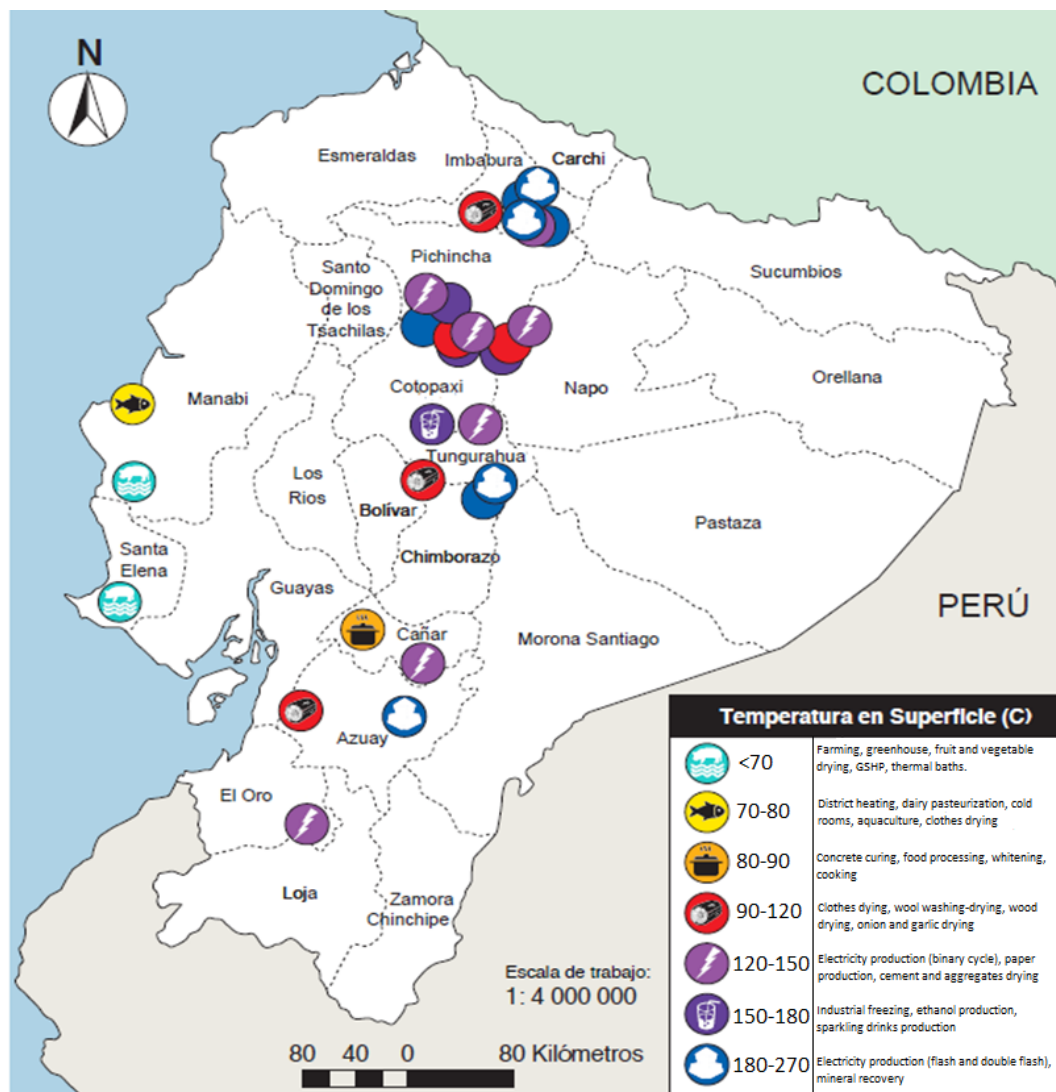 N
COLOMBIA
Esmeraldas
Imbabura
Carchi
Pichincha
Santo
Domingo
de los
Tsachilas
Sucumbios
Orellana
Manabi
Cotopaxi
Napo
Tungurahua
Los
Rios
Bolívar
Pastaza
Santa
Elena
Chimborazo
Guayas
PERÚ
Cañar
Morona Santiago
Azuay
El Oro
Loja
Zamora
Chinchipe
Escala de trabajo:
1: 4 000 000
80 40 0 80 Kilómetros
Temperatura en Superficie (C)
<70
Farming, greenhouse, fruit and vegetable
drying, GSHP, thermal baths.
70-80
District heating, dairy pasteurization, cold
rooms, aquaculture, clothes drying
80-90
Concrete curing, food processing, whitening,
cooking
90-120
Clothes dying, wool washing-drying, wood
drying, onion and garlic drying
120-150
Electricity production (binary cycle), paper
production, cement and aggregates drying
150-180
Industrial freezing, ethanol production,
sparkling drinks production
180-270
Electricity production (flash and double flash),
mineral recovery